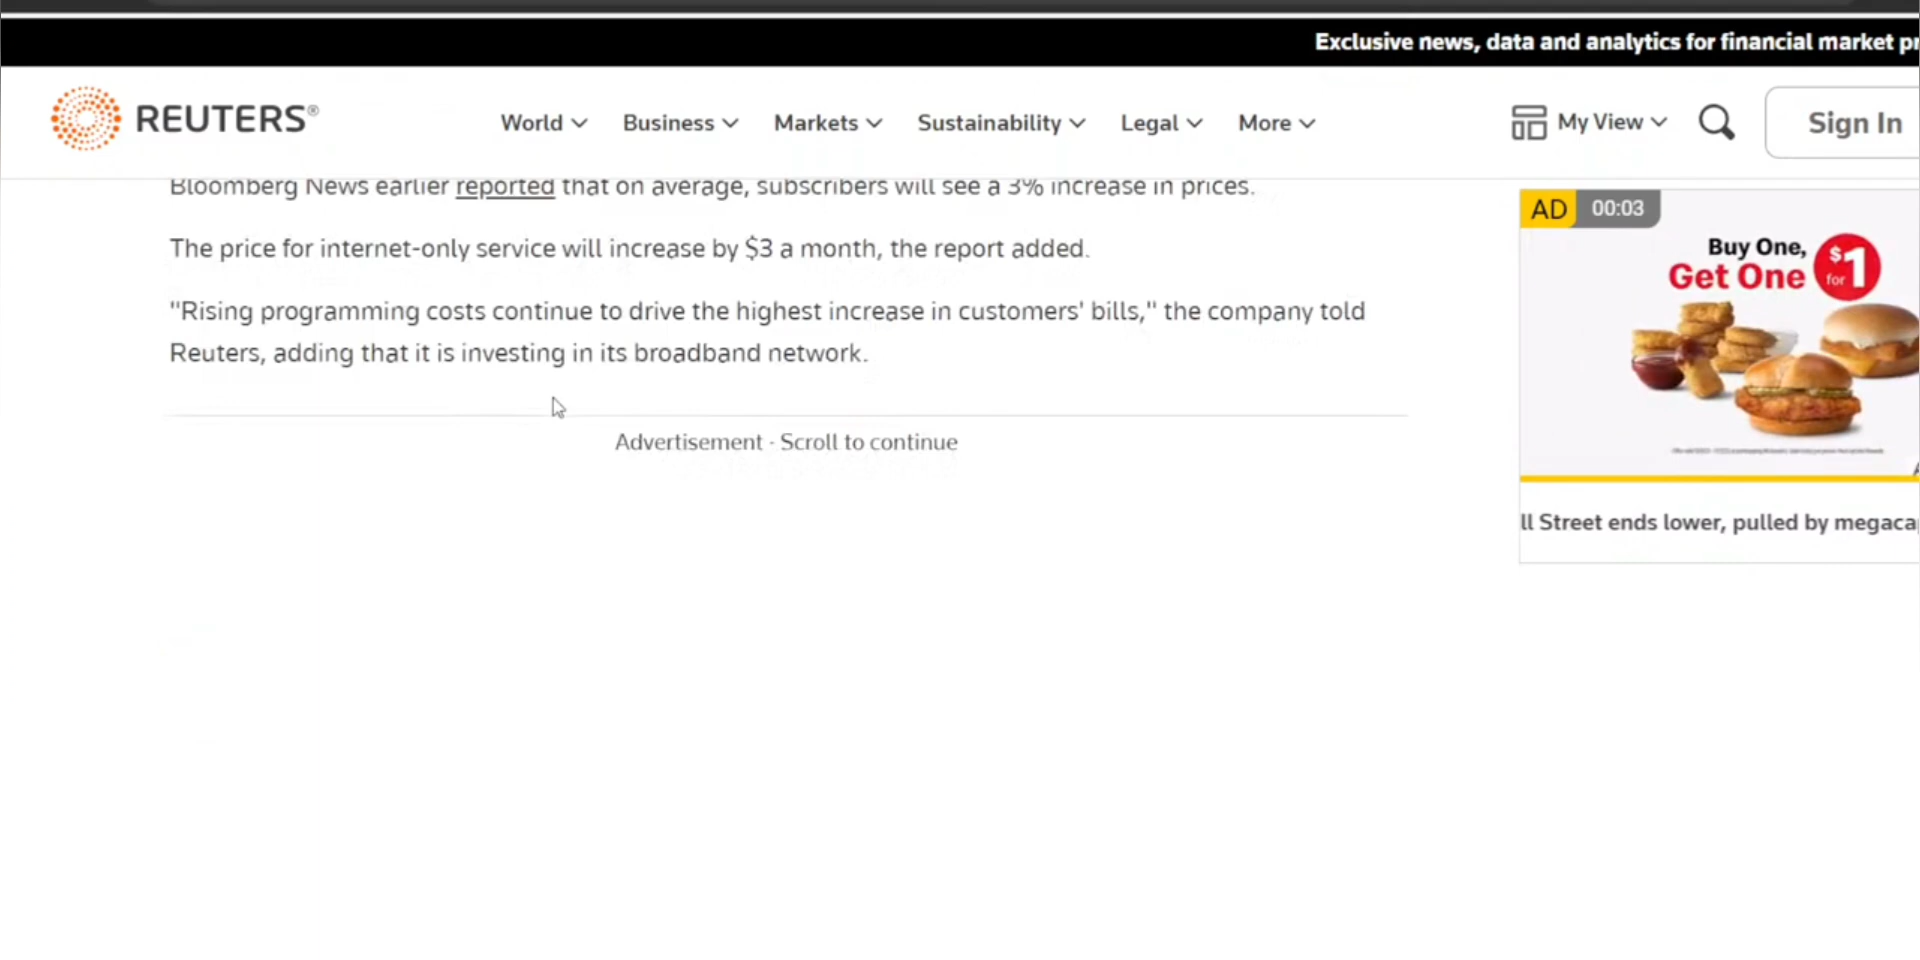 Exclusive news, data and analytics for financial market pr
REUTERS®
World Business Markets Sustainability Legal More
My View
Sign In
Bloomberg News earlier reported that on average, subscribers will see a 3% increase in prices.
The price for internet-only service will increase by $3 a month, the report added.
"Rising programming costs continue to drive the highest increase in customers' bills," the company told
Reuters, adding that it is investing in its broadband network.
Advertisement - Scroll to continue
AD 00:03
Buy One,
Get One
$1
for
ll Street ends lower, pulled by megaca